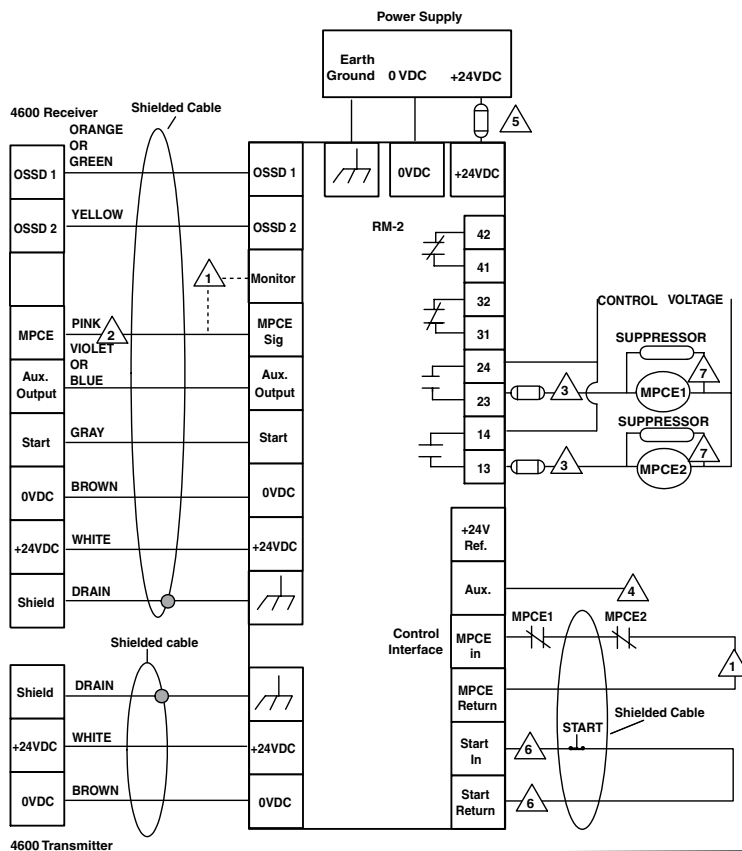 Power Supply
Earth
Ground
0 VDC
+24VDC
5
4600 Receiver
Shielded Cable
ORANGE
OR
GREEN
OSSD 1
OSSD 1
0VDC
+24VDC
YELLOW
OSSD 2
OSSD 2
RM-2
42
41
1
Monitor
32
31
CONTROL VOLTAGE
MPCE
PINK
2
MPCE
Sig
SUPPRESSOR
24
23
3
MPCE1
7
VIOLET
OR
BLUE
Aux.
Output
Aux.
Output
SUPPRESSOR
14
13
3
MPCE2
7
Start
GRAY
Start
0VDC
BROWN
0VDC
+24VDC
WHITE
+24VDC
+24V
Ref.
Shield
DRAIN
Aux.
4
Control
Interface
MPCE
in
MPCE1
MPCE2
1
Shielded cable
MPCE
Return
Shield
DRAIN
Start
In
6
START
Shielded Cable
+24VDC
WHITE
+24VDC
Start
Return
6
0VDC
BROWN
0VDC
4600 Transmitter